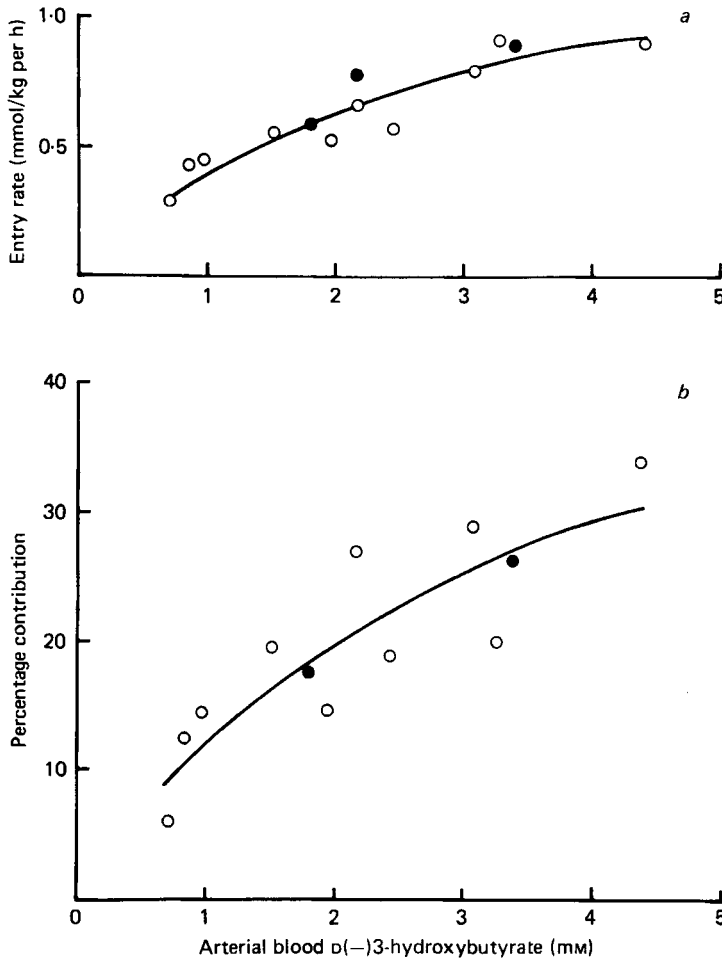 a
1·0
0·5
Entry rate (mmol/kg per h)
0 1 2 3 4 5
b
40
30
20
10
Percentage contribution
0 1 2 3 4 5
Arterial blood ᴅ(−)3-hydroxybutyrate (mᴍ)